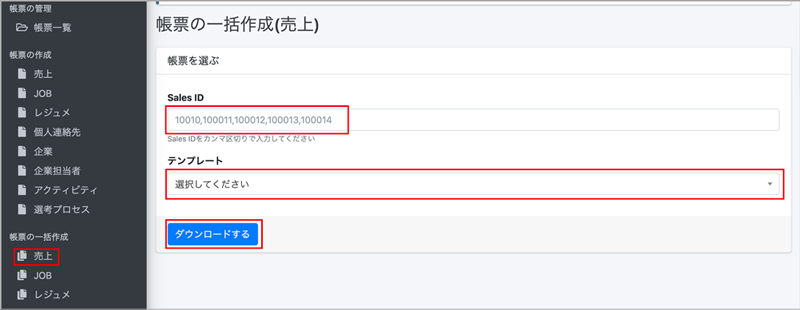 帳票の管理
帳票一覧
帳票の作成
売上
JOB
レジュメ
個人連絡先
企業
企業担当者
アクティビティ
選考プロセス
帳票の一括作成
売上
JOB
レジュメ
帳票の一括作成(売上)
帳票を選ぶ
Sales ID
10010,100011,100012,100013,100014
Sales IDをカンマ区切りで入力してください
テンプレート
選択してください
ダウンロードする